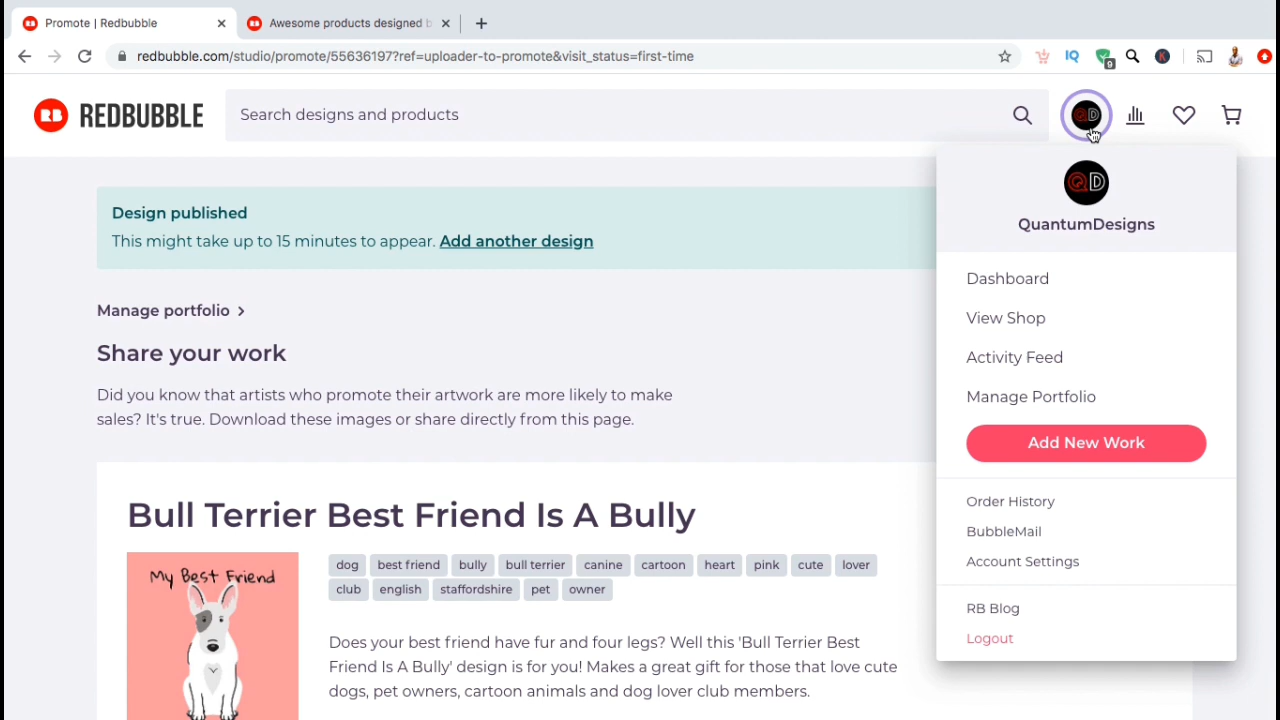 Promote | Redbubble
Awesome products designed b
redbubble.com/studio/promote/55636197?ref=uploader-to-promote&visit_status=first-time
IQ
9
K
RB REDBUBBLE
Search designs and products
QD
QD
QuantumDesigns
Dashboard
View Shop
Activity Feed
Manage Portfolio
Add New Work
Order History
BubbleMail
Account Settings
RB Blog
Logout
Design published
This might take up to 15 minutes to appear. Add another design
Manage portfolio
Share your work
Did you know that artists who promote their artwork are more likely to make
sales? It's true. Download these images or share directly from this page.
Bull Terrier Best Friend Is A Bully
My Best Friend
dog best friend bully bull terrier canine cartoon heart pink cute lover
club english staffordshire pet owner
Does your best friend have fur and four legs? Well this 'Bull Terrier Best
Friend Is A Bully' design is for you! Makes a great gift for those that love cute
dogs, pet owners, cartoon animals and dog lover club members.